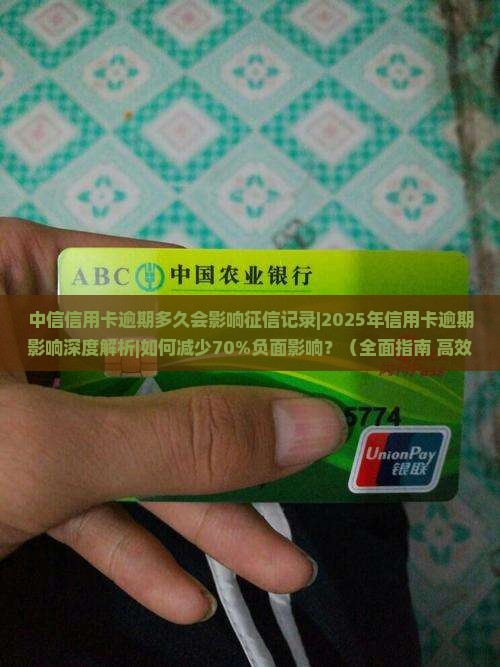 ABC 中国农业银行
中信信用卡逾期多久会影响征信记录|2025年信用卡逾期
影响深度解析|如何减少70%负面影响？（全面指南 高效
5774
UnionPay
银联